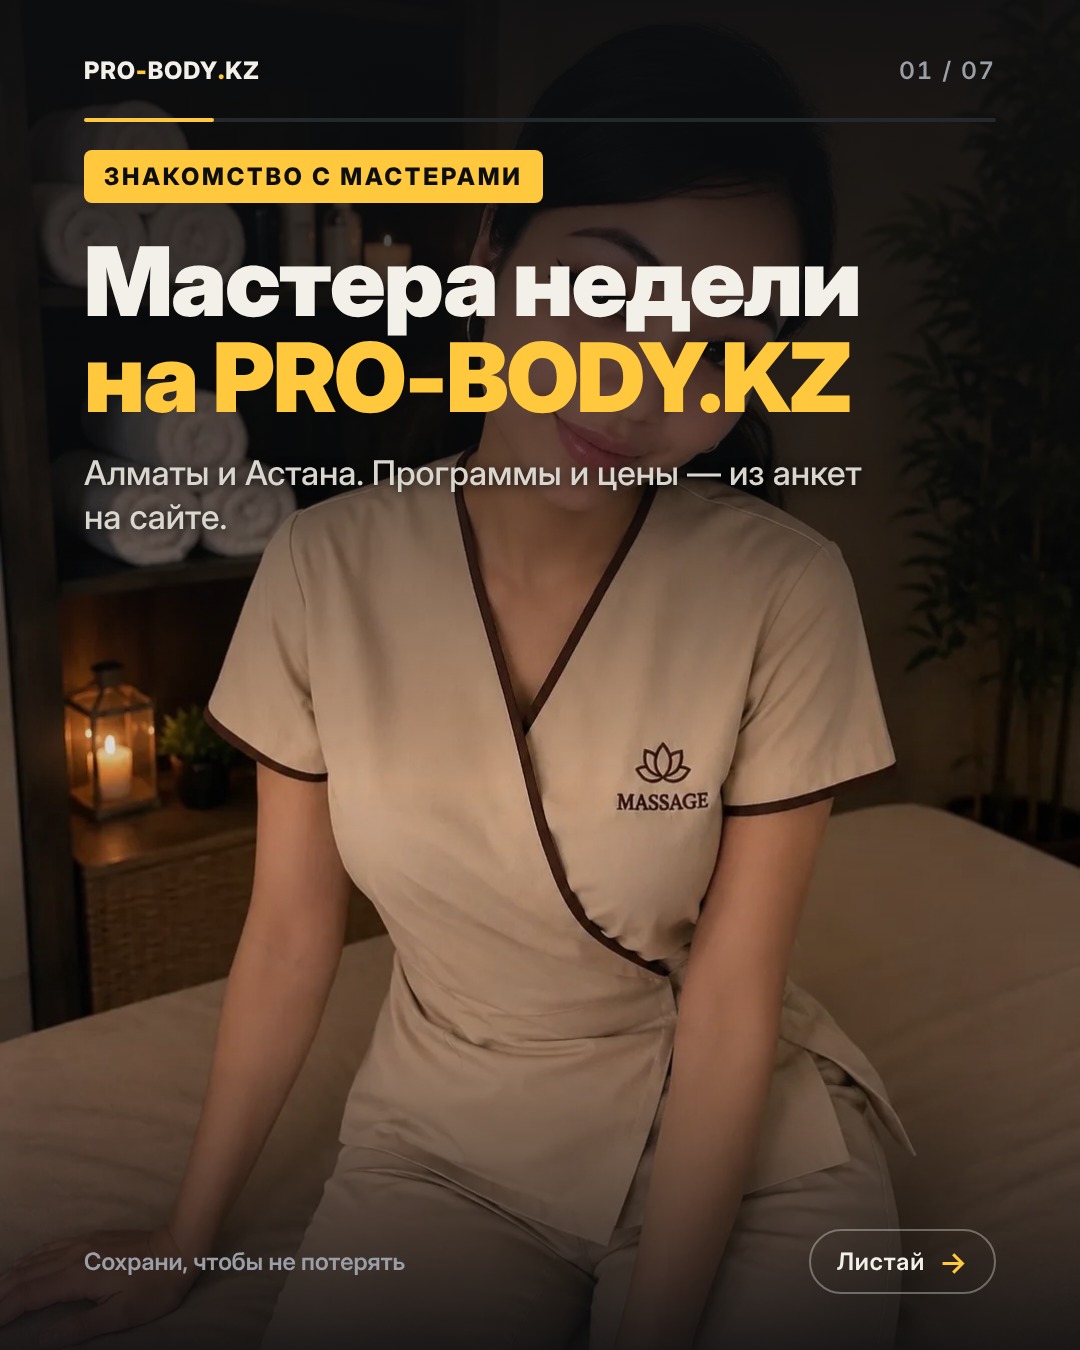 PRO-BODY.KZ
01 / 07
ЗНАКОМСТВО С МАСТЕРАМИ
Мастера недели
на PRO-BODY.KZ
Алматы и Астана. Программы и цены — из анкет
на сайте.
MASSAGE
Сохрани, чтобы не потерять
Листай →